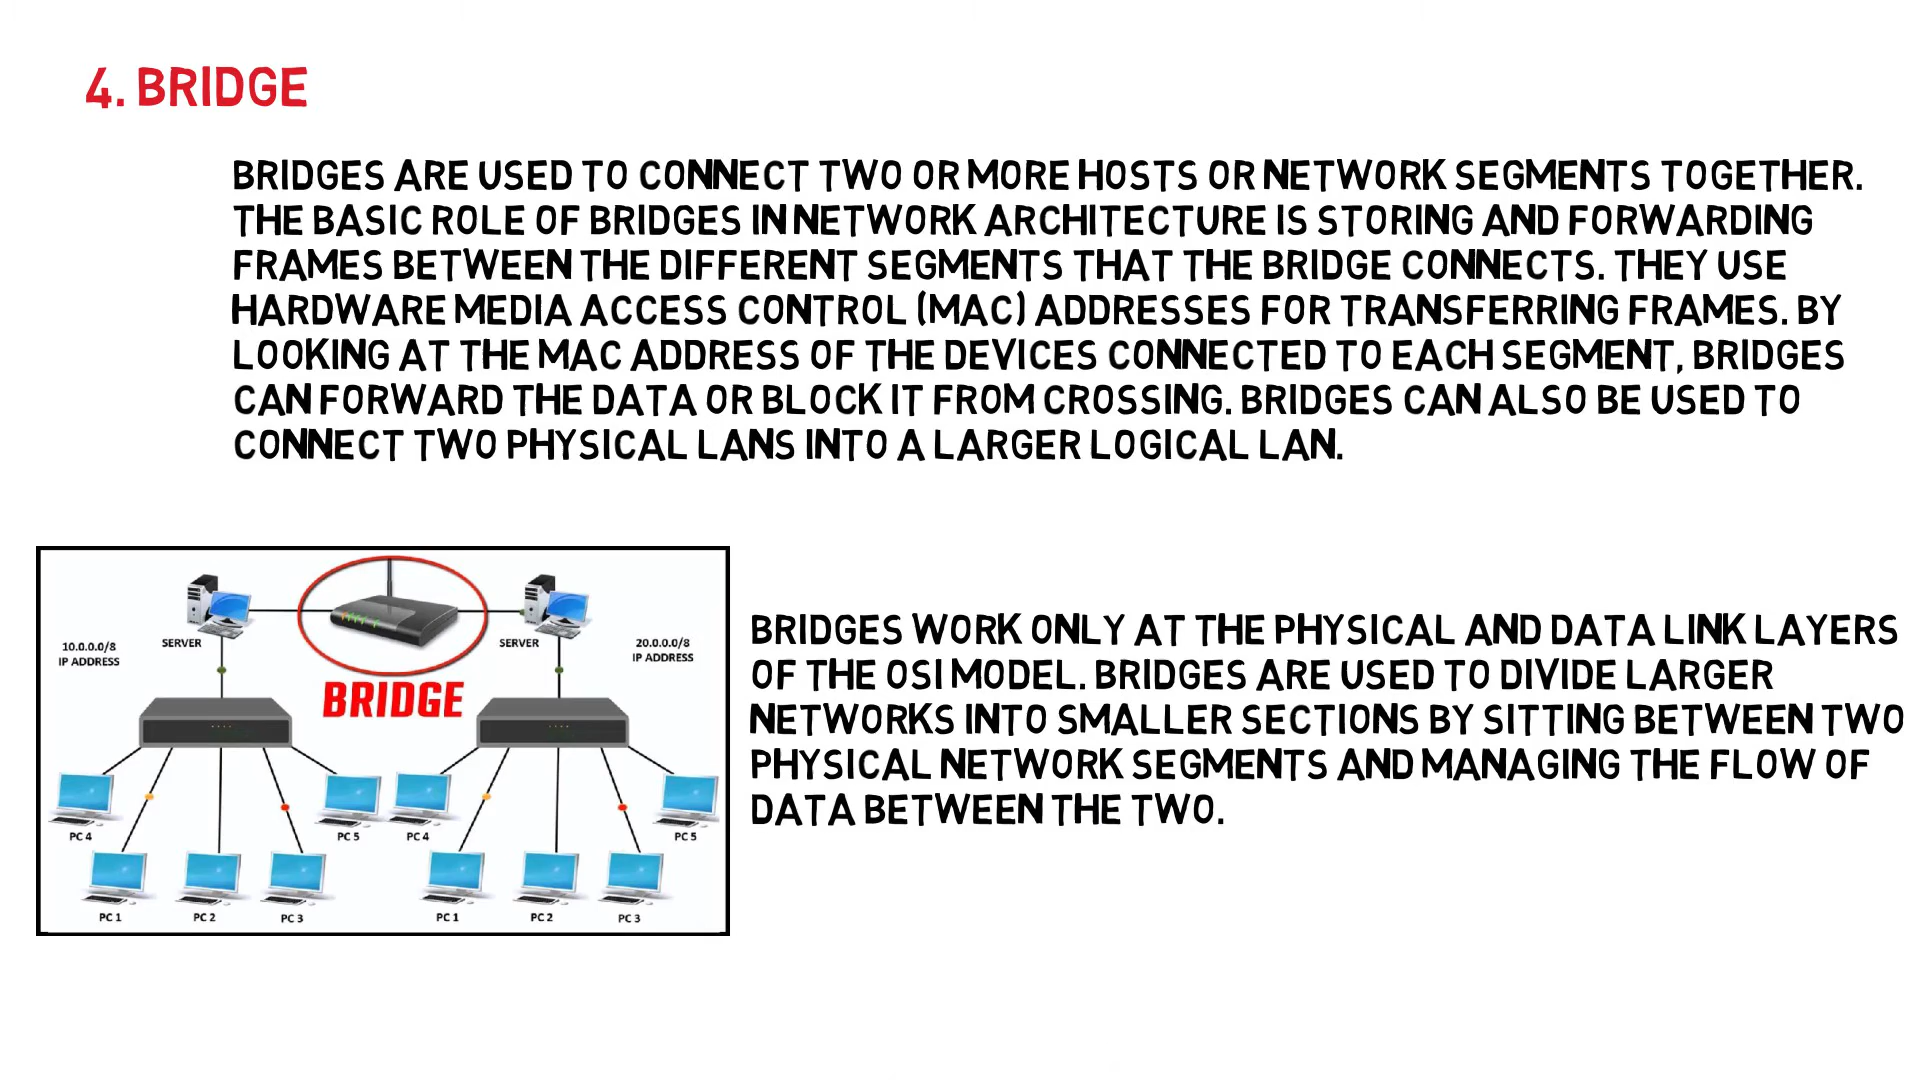 4. BRIDGE
BRIDGES ARE USED TO CONNECT TWO OR MORE HOSTS OR NETWORK SEGMENTS TOGETHER.
THE BASIC ROLE OF BRIDGES IN NETWORK ARCHITECTURE IS STORING AND FORWARDING
FRAMES BETWEEN THE DIFFERENT SEGMENTS THAT THE BRIDGE CONNECTS. THEY USE
HARDWARE MEDIA ACCESS CONTROL (MAC) ADDRESSES FOR TRANSFERRING FRAMES. BY
LOOKING AT THE MAC ADDRESS OF THE DEVICES CONNECTED TO EACH SEGMENT, BRIDGES
CAN FORWARD THE DATA OR BLOCK IT FROM CROSSING. BRIDGES CAN ALSO BE USED TO
CONNECT TWO PHYSICAL LANS INTO A LARGER LOGICAL LAN.
10.0.0.0/8
IP ADDRESS
SERVER
SERVER
20.0.0.0/8
IP ADDRESS
BRIDGE
PC 4
PC 5
PC 4
PC 5
PC 1
PC 2
PC 3
PC 1
PC 2
PC 3
BRIDGES WORK ONLY AT THE PHYSICAL AND DATA LINK LAYERS
OF THE OSI MODEL. BRIDGES ARE USED TO DIVIDE LARGER
NETWORKS INTO SMALLER SECTIONS BY SITTING BETWEEN TWO
PHYSICAL NETWORK SEGMENTS AND MANAGING THE FLOW OF
DATA BETWEEN THE TWO.